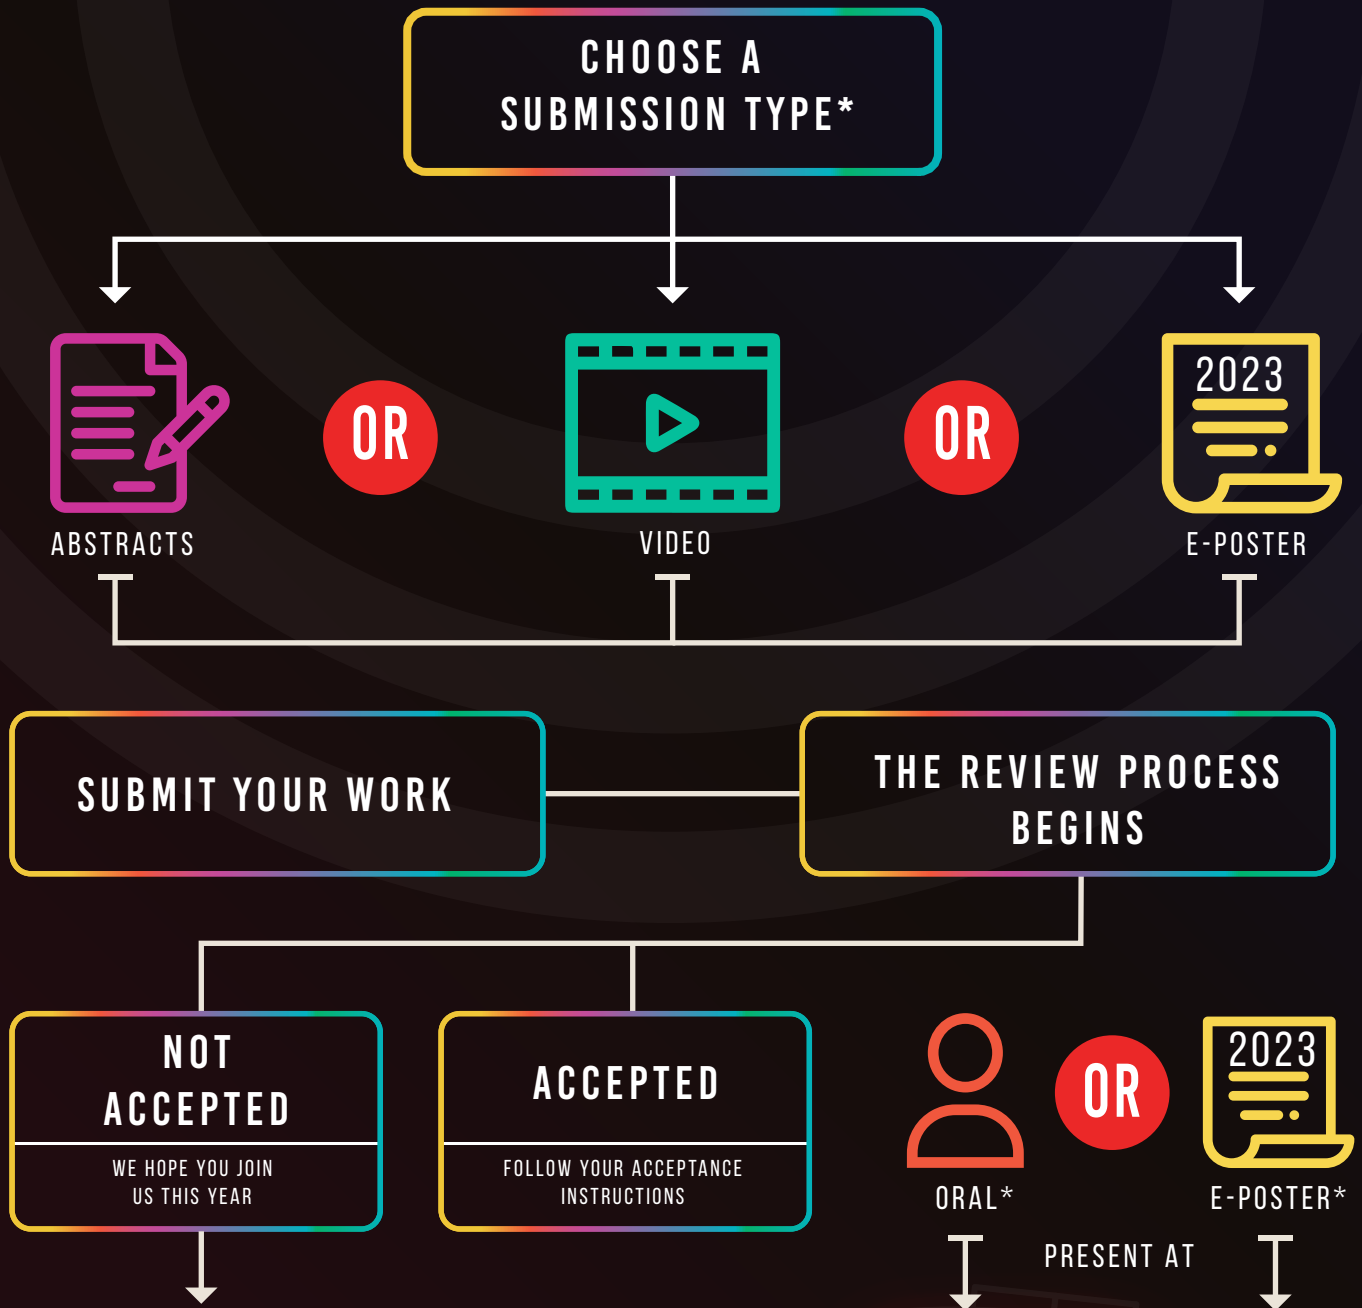 CHOOSE A
SUBMISSION TYPE*
OR
OR
2023
ABSTRACTS
VIDEO
E-POSTER
SUBMIT YOUR WORK
THE REVIEW PROCESS
BEGINS
NOT
ACCEPTED
WE HOPE YOU JOIN
US THIS YEAR
ACCEPTED
FOLLOW YOUR ACCEPTANCE
INSTRUCTIONS
OR
2023
ORAL*
E-POSTER*
PRESENT AT